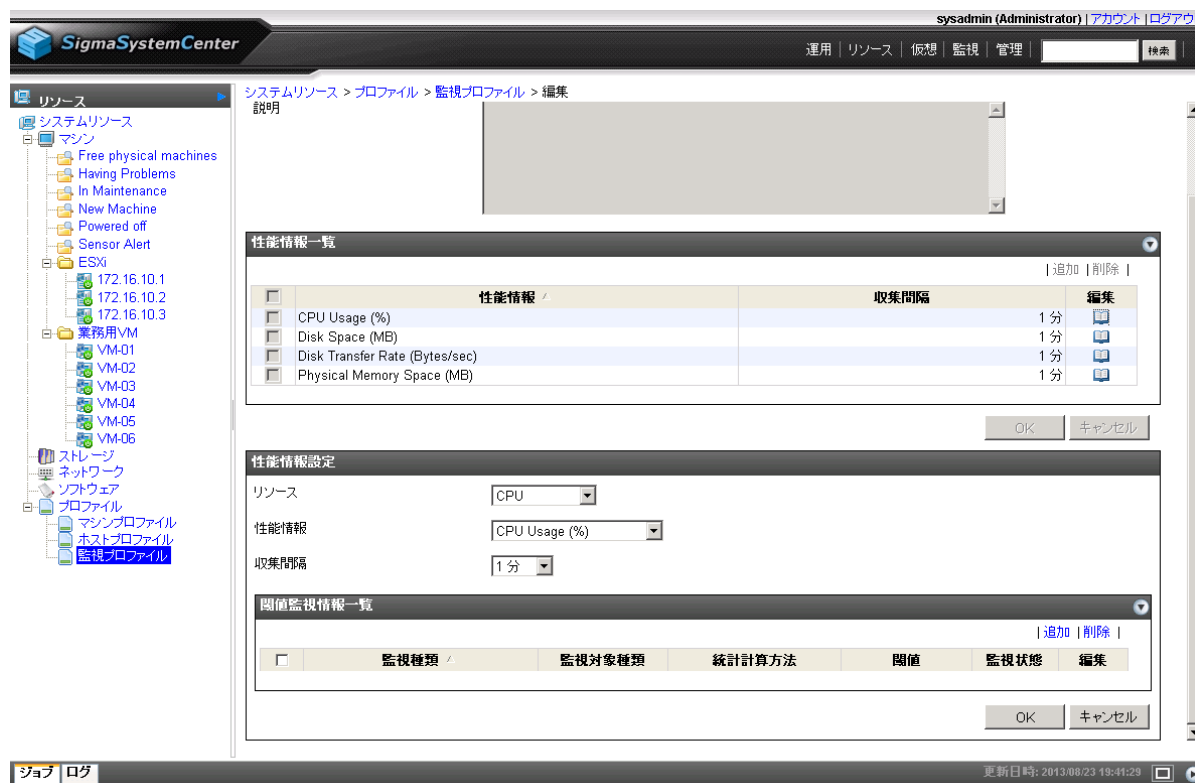 sysadmin (Administrator) | アカウント | ログアウ
SigmaSystemCenter
運用 | リソース | 仮想 | 監視 | 管理 | 検索
リソース
システムリソース
マシン
Free physical machines
Having Problems
In Maintenance
New Machine
Powered off
Sensor Alert
ESXi
172.16.10.1
172.16.10.2
172.16.10.3
業務用VM
VM-01
VM-02
VM-03
VM-04
VM-05
VM-06
ストレージ
ネットワーク
ソフトウェア
プロファイル
マシンプロファイル
ホストプロファイル
監視プロファイル
システムリソース > プロファイル > 監視プロファイル > 編集
説明
性能情報一覧
| 追加 | 削除 |
性能情報 収集間隔 編集
CPU Usage (%) 1 分
Disk Space (MB) 1 分
Disk Transfer Rate (Bytes/sec) 1 分
Physical Memory Space (MB) 1 分
OK キャンセル
性能情報設定
リソース CPU
性能情報 CPU Usage (%)
収集間隔 1 分
閾値監視情報一覧
| 追加 | 削除 |
監視種類 監視対象種類 統計計算方法 閾値 監視状態 編集
OK キャンセル
ジョブ ログ
更新日時: 2013/08/23 19:41:29